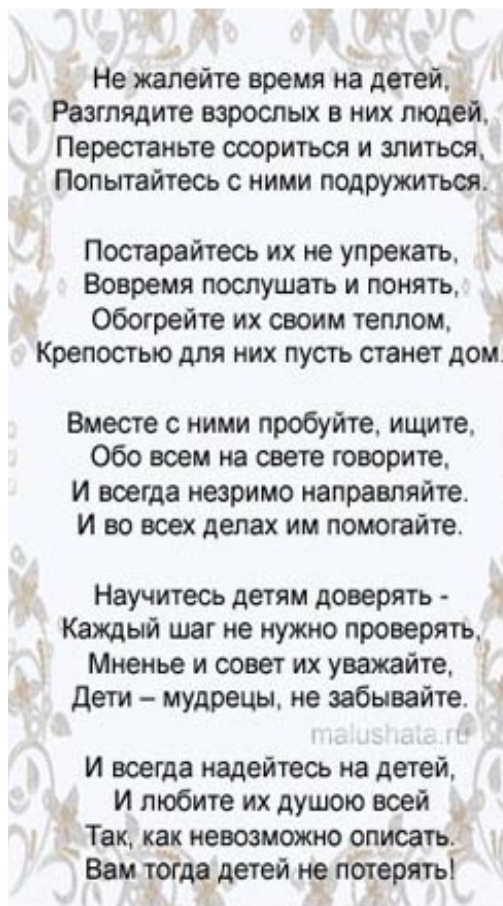 Не жалейте время на детей,
Разглядите взрослых в них людей,
Перестаньте ссориться и злиться,
Попытайтесь с ними подружиться.
Постарайтесь их не упрекать,
Вовремя послушать и понять,
Обогрейте их своим теплом,
Крепостью для них пусть станет дом.
Вместе с ними пробуйте, ищите,
Обо всем на свете говорите,
И всегда незримо направляйте.
И во всех делах им помогайте.
Научитесь детям доверять -
Каждый шаг не нужно проверять,
Мненье и совет их уважайте,
Дети – мудрецы, не забывайте.
malushata.ru
И всегда надейтесь на детей,
И любите их душою всей
Так, как невозможно описать.
Вам тогда детей не потерять!